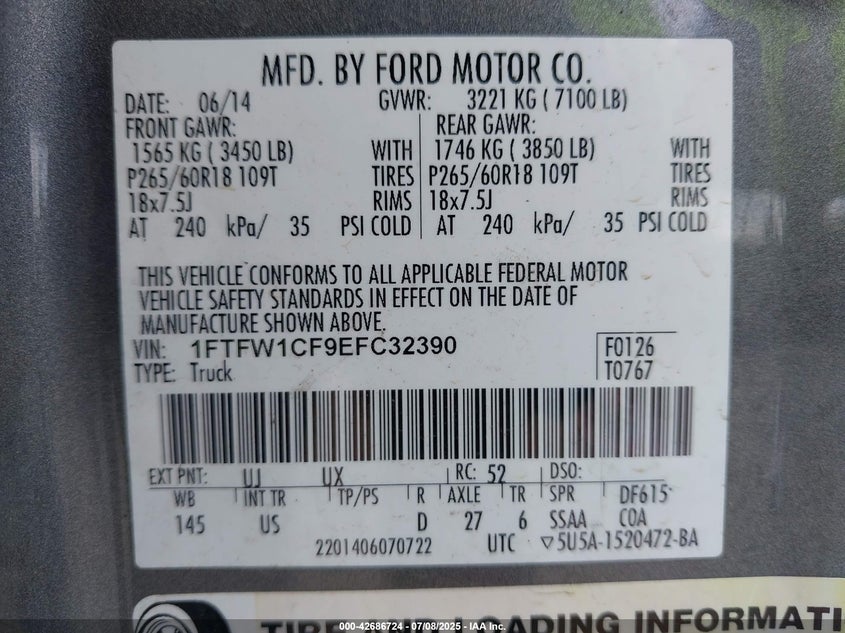 MFD. BY FORD MOTOR CO.
DATE: 06/14 GVWR: 3221 KG ( 7100 LB)
FRONT GAWR: REAR GAWR:
1565 KG ( 3450 LB) WITH 1746 KG ( 3850 LB) WITH
P265/60R18 109T TIRES P265/60R18 109T TIRES
18x7.5J RIMS 18x7.5J RIMS
AT 240 kPa/ 35 PSI COLD AT 240 kPa/ 35 PSI COLD
THIS VEHICLE CONFORMS TO ALL APPLICABLE FEDERAL MOTOR
VEHICLE SAFETY STANDARDS IN EFFECT ON THE DATE OF
MANUFACTURE SHOWN ABOVE.
VIN: 1FTFW1CF9EFC32390 F0126
TYPE: Truck T0767
EXT PNT: UJ UX RC: 52 DSO:
WB INT TR TP/PS R AXLE TR SPR DF615
145 US D 27 6 SSAA COA
2201406070722 UTC ▽5U5A-1520472-BA
TIRE AND LOADING INFORMATI
000-42686724 - 07/08/2025 - IAA Inc.